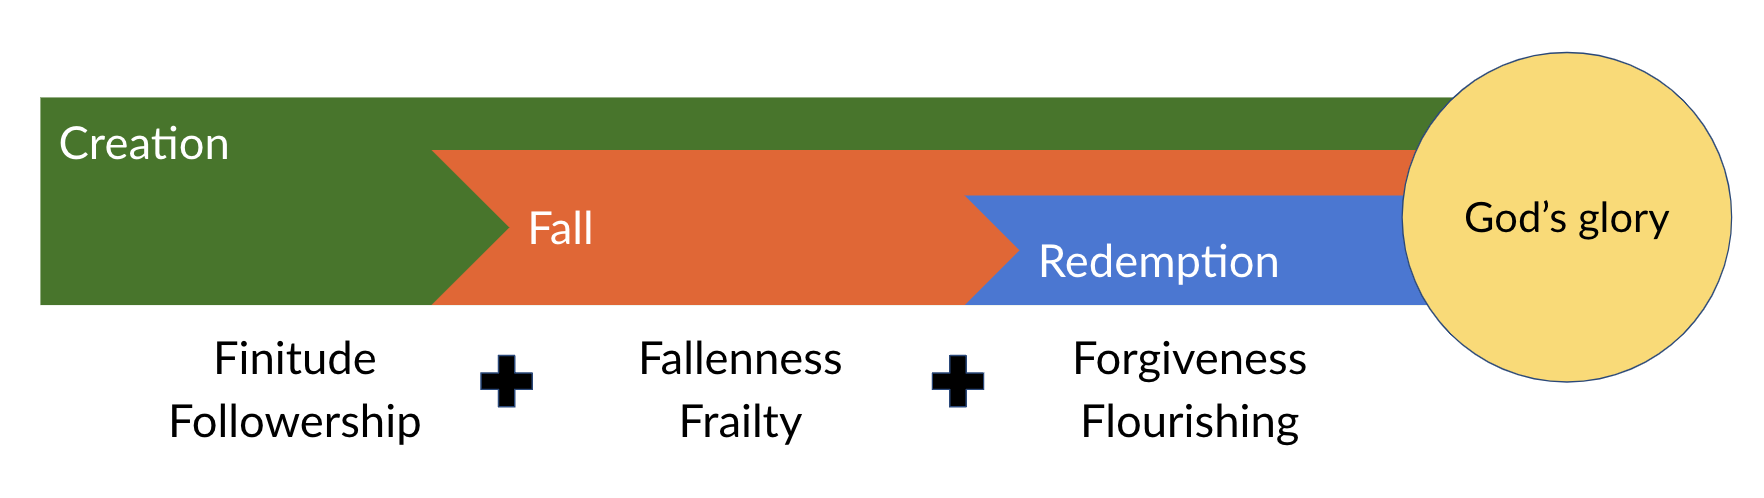 Creation
Fall
Redemption
God’s glory
Finitude
Followership
Fallenness
Frailty
Forgiveness
Flourishing